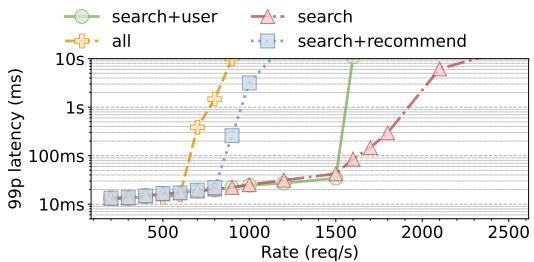 search+user search
all search+recommend
10s
1s
100ms
10ms
99p latency (ms)
500 1000 1500 2000 2500
Rate (req/s)